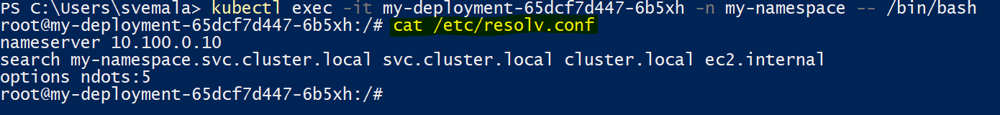 PS C:\Users\svemala> kubectl exec -it my-deployment-65dcf7d447-6b5xh -n my-namespace -- /bin/bash
root@my-deployment-65dcf7d447-6b5xh:/# cat /etc/resolv.conf
nameserver 10.100.0.10
search my-namespace.svc.cluster.local svc.cluster.local cluster.local ec2.internal
options ndots:5
root@my-deployment-65dcf7d447-6b5xh:/#